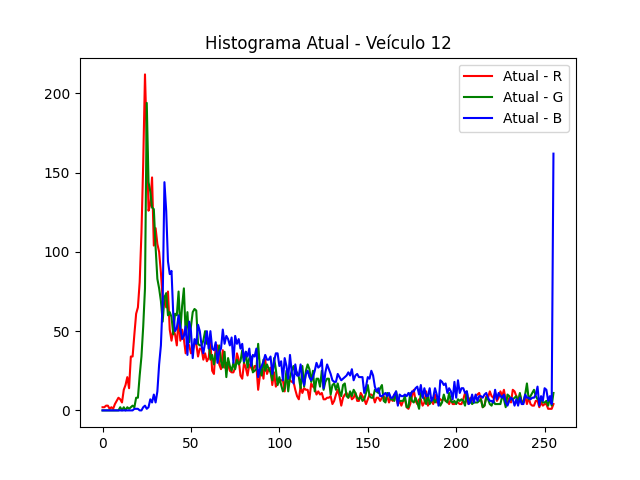 Histograma Atual - Veículo 12
Atual - R
Atual - G
Atual - B
200
150
100
50
0
0 50 100 150 200 250